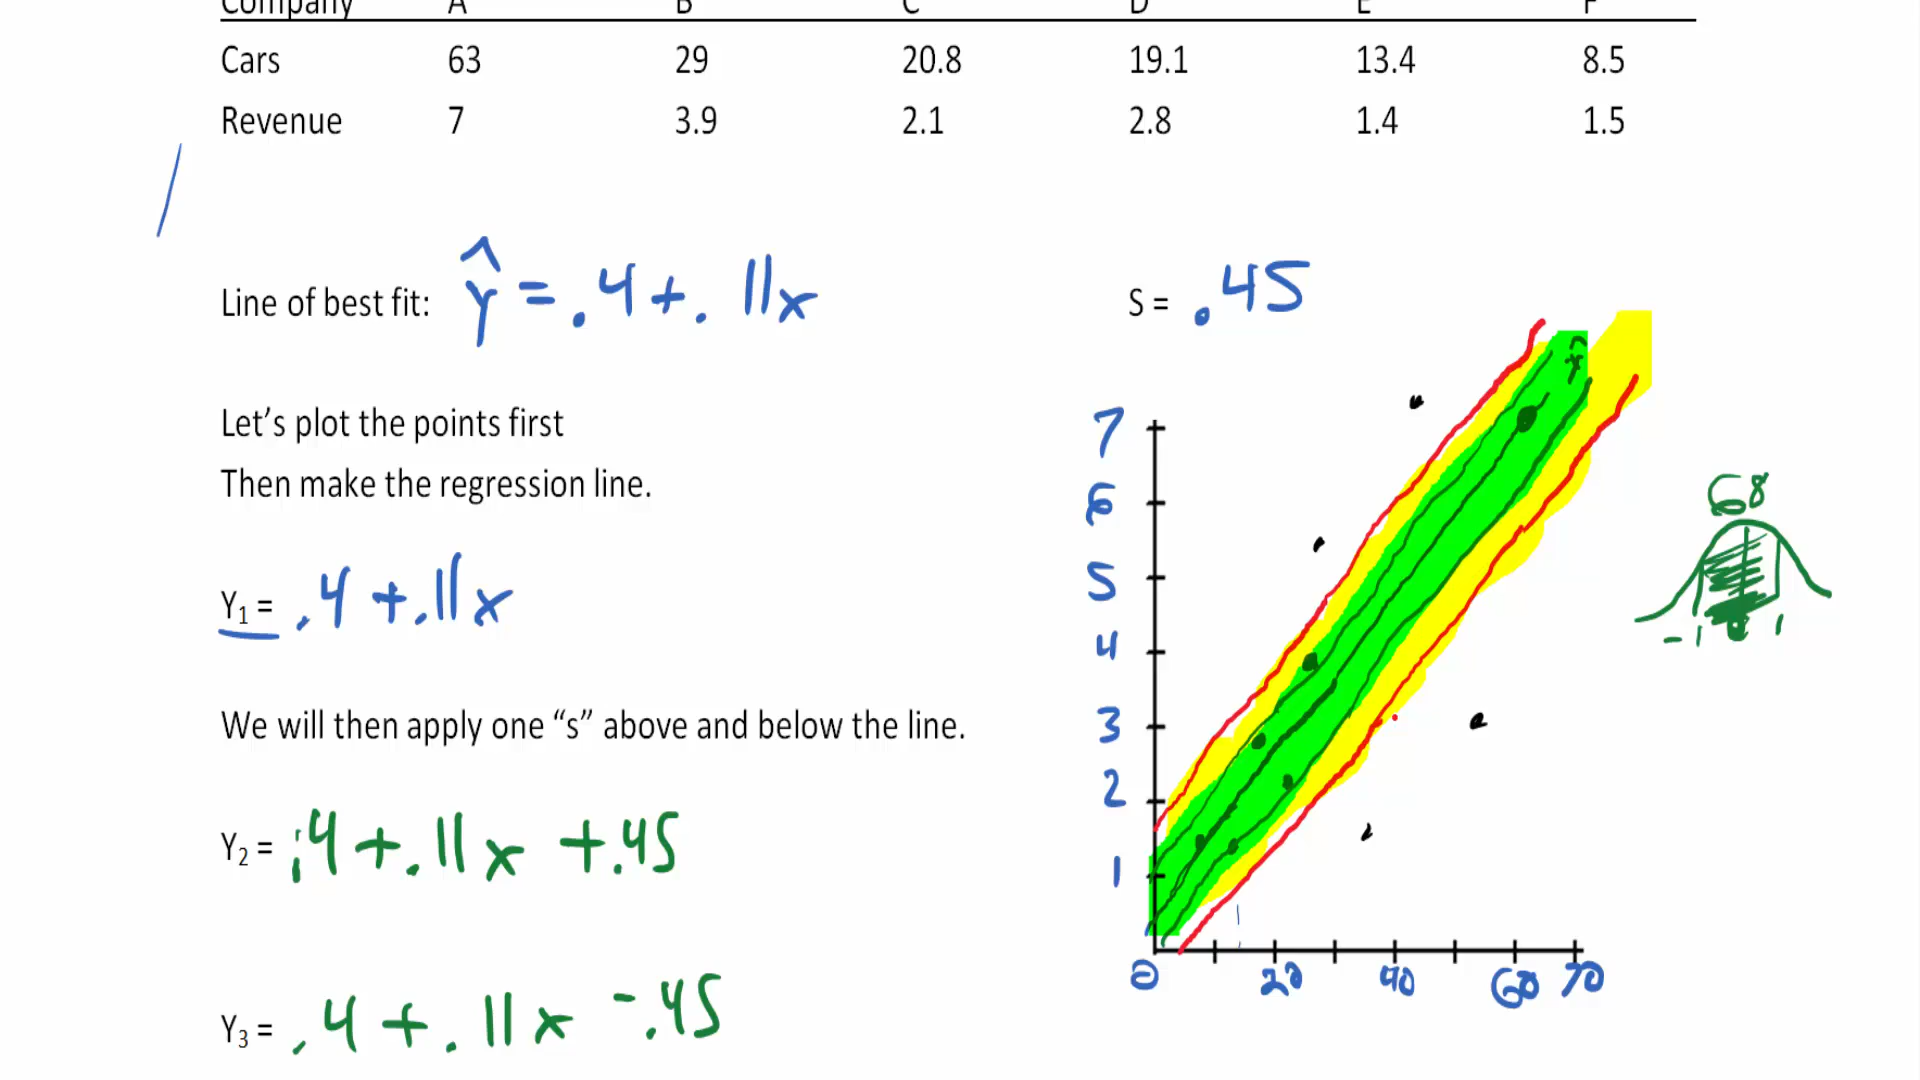 Company A B C D E F
Cars 63 29 20.8 19.1 13.4 8.5
Revenue 7 3.9 2.1 2.8 1.4 1.5
Line of best fit: ŷ = .4 + .11x
S = .45
Let’s plot the points first
Then make the regression line.
Y₁ = .4 + .11x
We will then apply one “s” above and below the line.
Y₂ = .4 + .11x + .45
Y₃ = .4 + .11x - .45
7
6
5
4
3
2
1
0 20 40 60 70
ŷ
68
-1 0 1